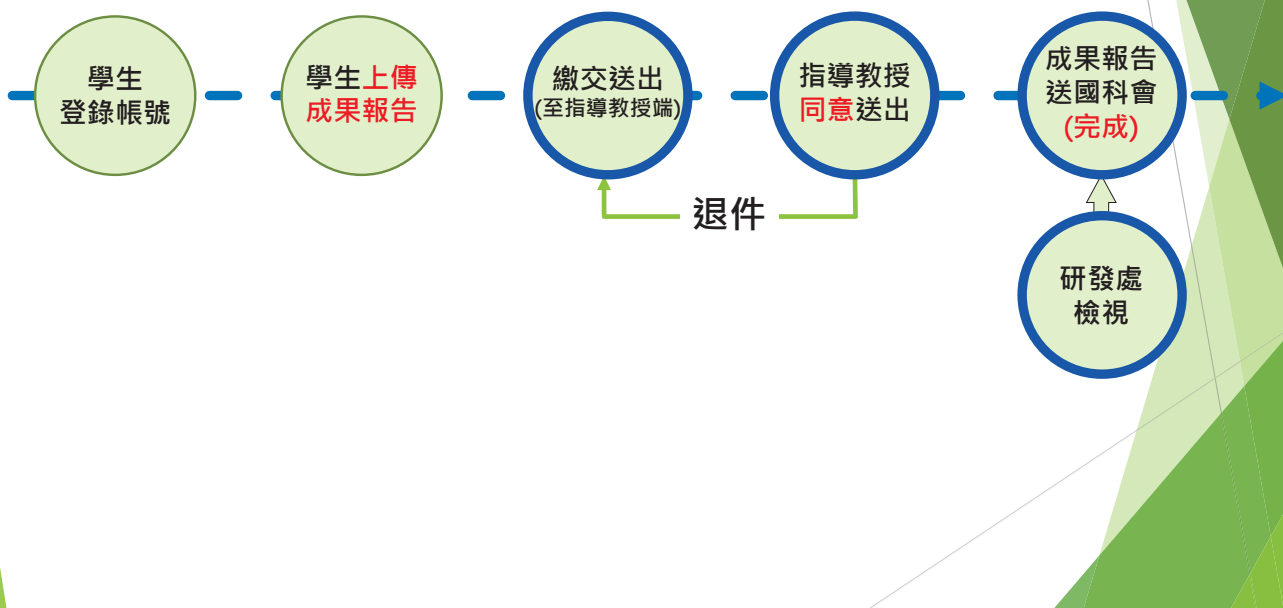 學生
登錄帳號
學生上傳
成果報告
繳交送出
(至指導教授端)
指導教授
同意送出
成果報告
送國科會
(完成)
退件
研發處
檢視